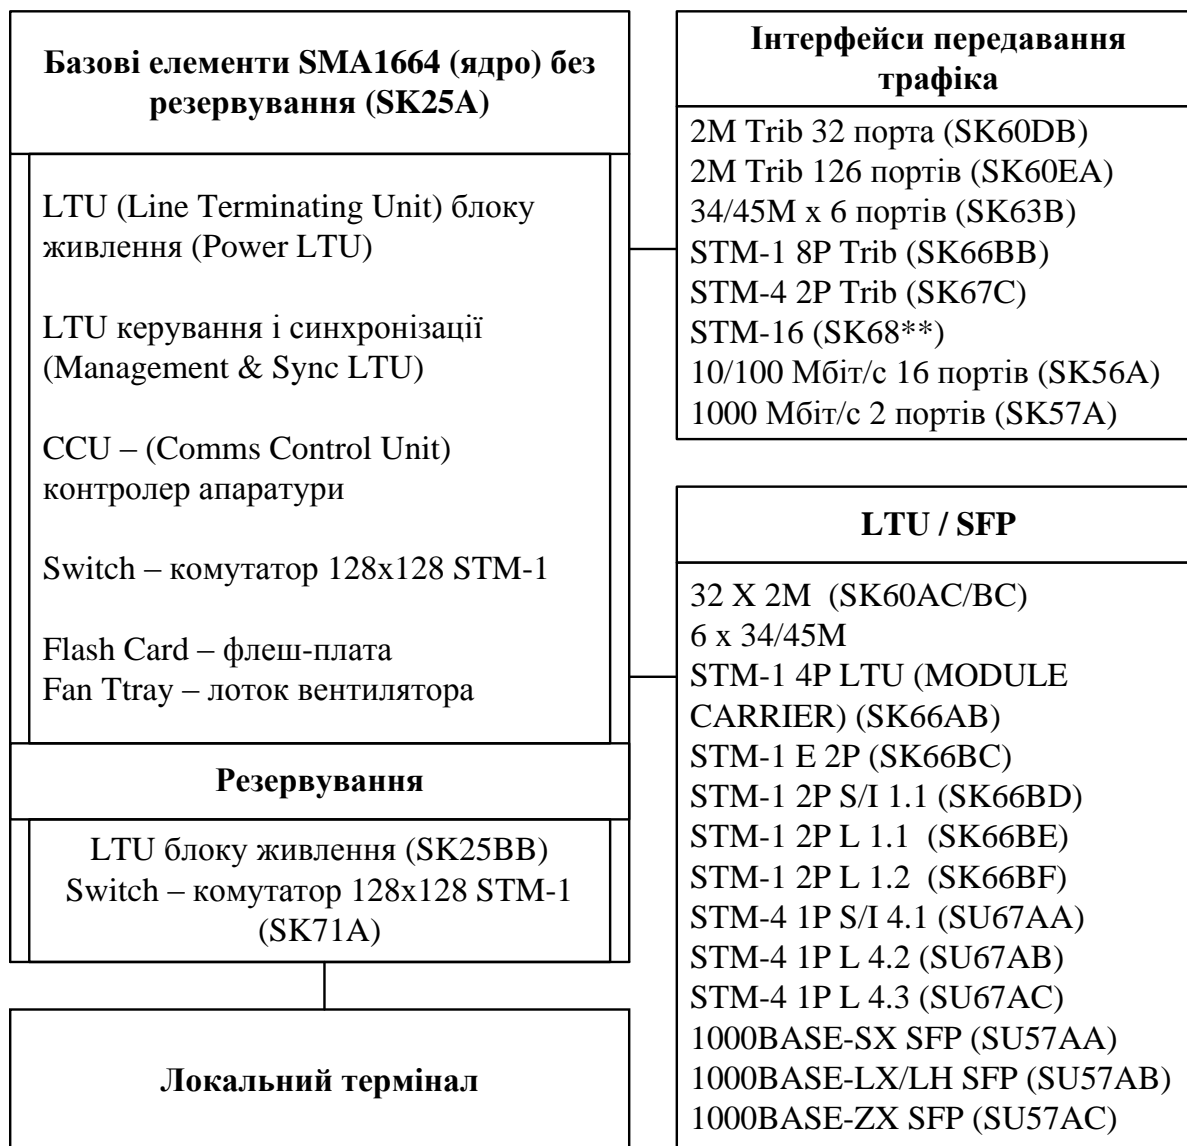 Базові елементи SMA1664 (ядро) без
резервування (SK25A)
LTU (Line Terminating Unit) блоку
живлення (Power LTU)
LTU керування і синхронізації
(Management & Sync LTU)
CCU – (Comms Control Unit)
контролер апаратури
Switch – комутатор 128x128 STM-1
Flash Card – флеш-плата
Fan Ttray – лоток вентилятора
Резервування
LTU блоку живлення (SK25BB)
Switch – комутатор 128x128 STM-1
(SK71A)
Локальний термінал
Інтерфейси передавання
трафіка
2M Trib 32 порта (SK60DB)
2M Trib 126 портів (SK60EA)
34/45M x 6 портів (SK63B)
STM-1 8P Trib (SK66BB)
STM-4 2P Trib (SK67C)
STM-16 (SK68**)
10/100 Мбіт/с 16 портів (SK56A)
1000 Мбіт/с 2 портів (SK57A)
LTU / SFP
32 X 2M  (SK60AC/BC)
6 x 34/45M
STM-1 4P LTU (MODULE
CARRIER) (SK66AB)
STM-1 E 2P (SK66BC)
STM-1 2P S/I 1.1 (SK66BD)
STM-1 2P L 1.1  (SK66BE)
STM-1 2P L 1.2  (SK66BF)
STM-4 1P S/I 4.1 (SU67AA)
STM-4 1P L 4.2 (SU67AB)
STM-4 1P L 4.3 (SU67AC)
1000BASE-SX SFP (SU57AA)
1000BASE-LX/LH SFP (SU57AB)
1000BASE-ZX SFP (SU57AC)